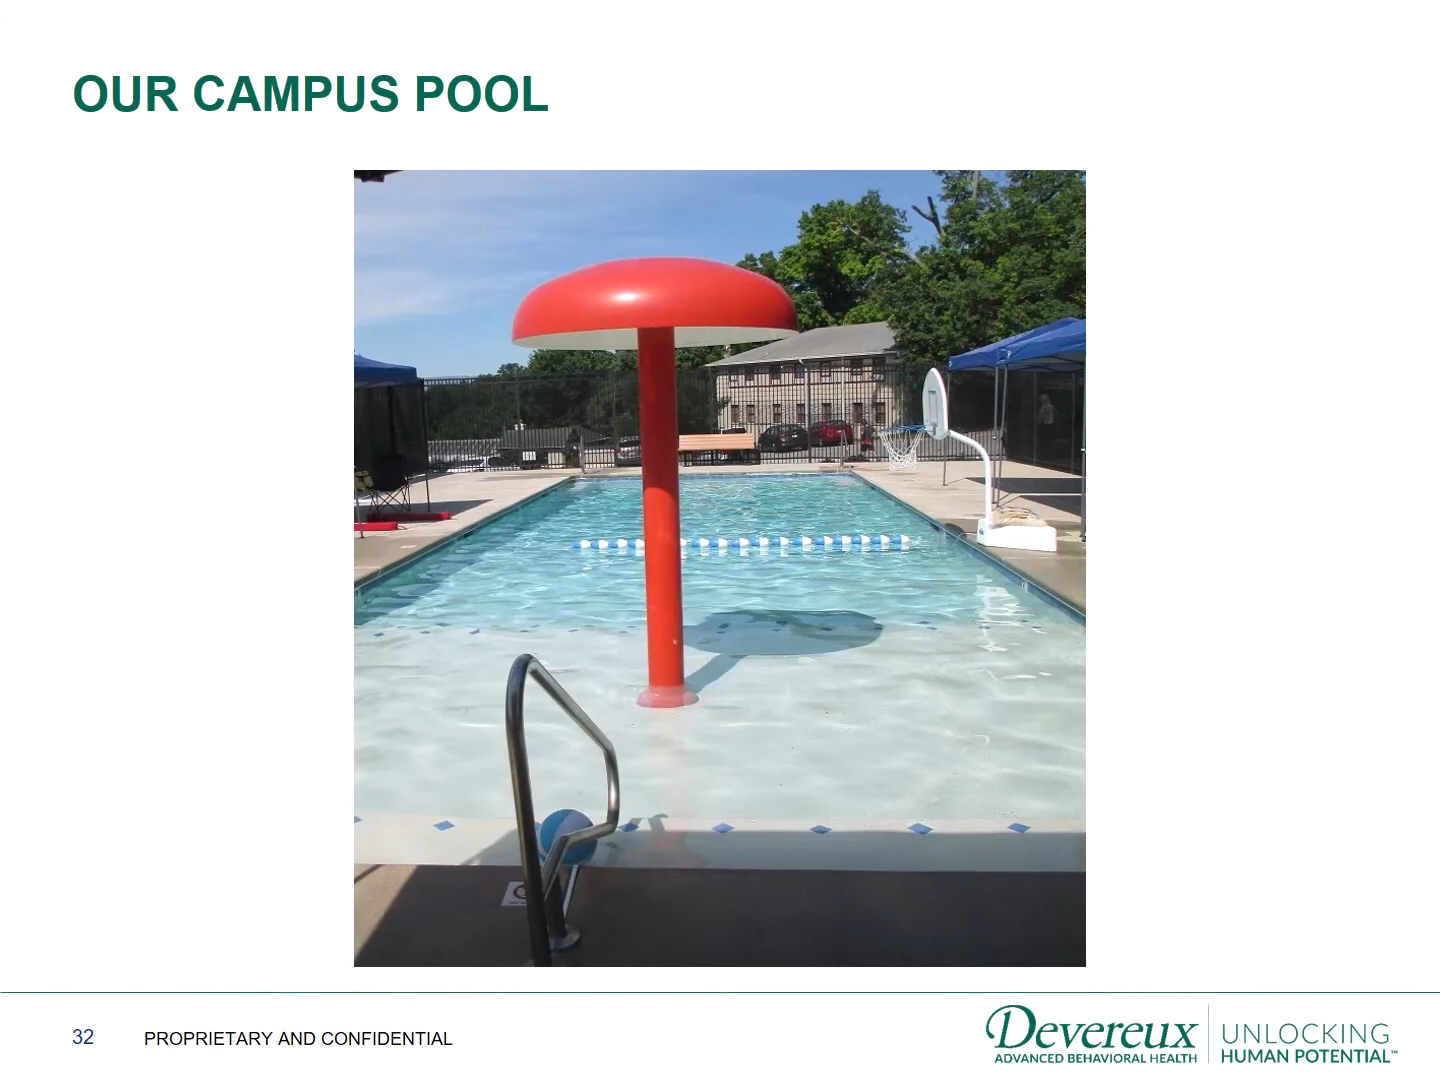 OUR CAMPUS POOL
32
PROPRIETARY AND CONFIDENTIAL
Devereux
ADVANCED BEHAVIORAL HEALTH
UNLOCKING
HUMAN POTENTIAL™